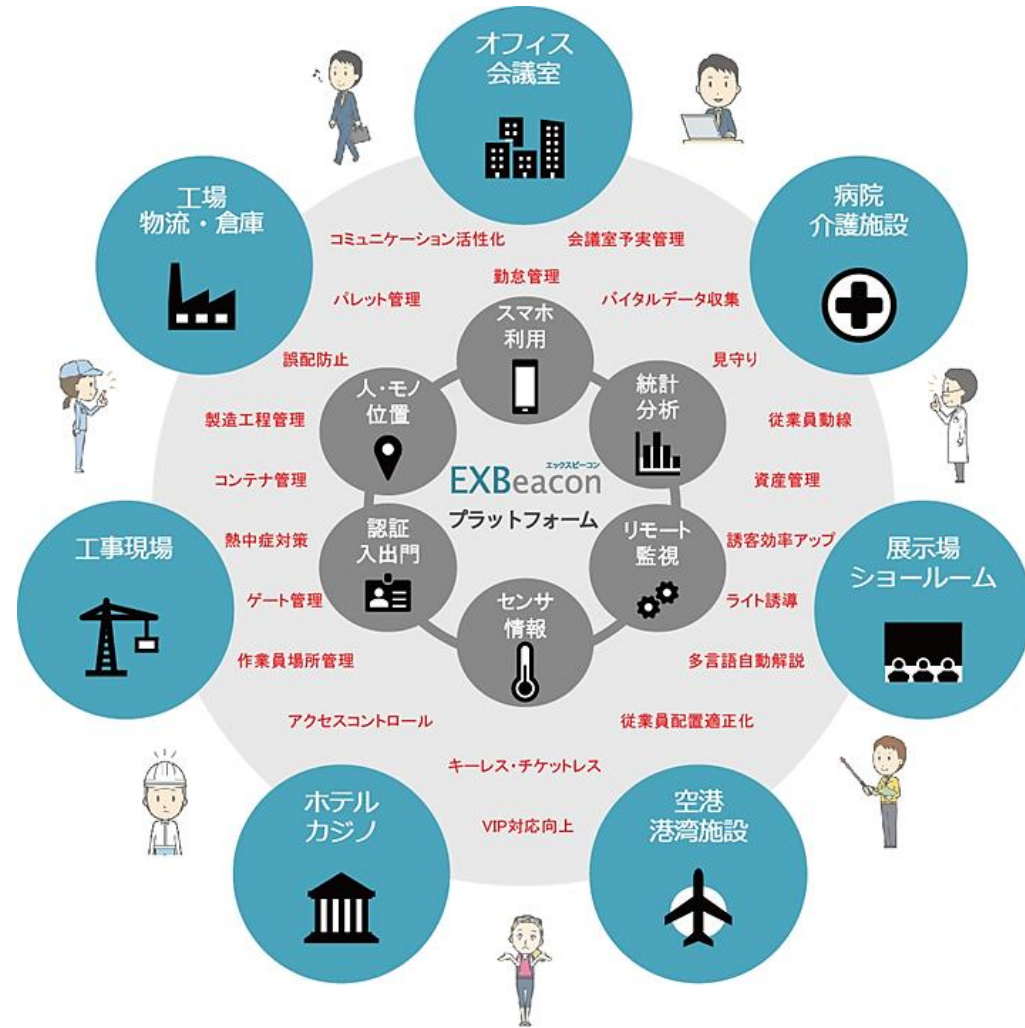 オフィス
会議室
工場
物流・倉庫
病院
介護施設
コミュニケーション活性化
会議室予実管理
勤怠管理
パレット管理
バイタルデータ収集
スマホ
利用
誤配防止
見守り
人・モノ
位置
統計
分析
製造工程管理
従業員動線
エックスビーコン
EXBeacon
プラットフォーム
コンテナ管理
資産管理
認証
入出門
リモート
監視
熱中症対策
誘客効率アップ
工事現場
展示場
ショールーム
センサ
情報
ゲート管理
ライト誘導
作業員場所管理
多言語自動解説
アクセスコントロール
従業員配置適正化
キーレス・チケットレス
VIP対応向上
ホテル
カジノ
空港
港湾施設